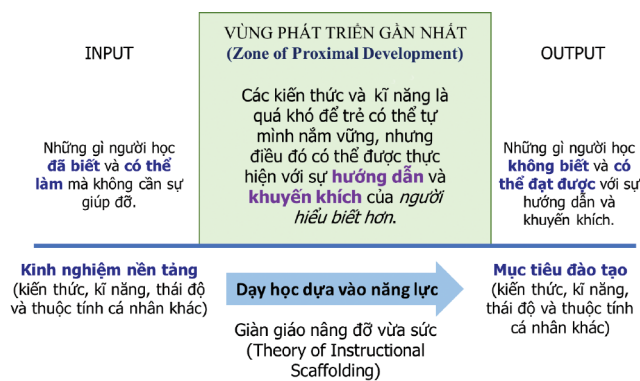 INPUT
Những gì người học
đã biết và có thể
làm mà không cần sự
giúp đỡ.
VÙNG PHÁT TRIỂN GẦN NHẤT
(Zone of Proximal Development)
Các kiến thức và kĩ năng là
quá khó để trẻ có thể tự
mình nắm vững, nhưng
điều đó có thể được thực
hiện với sự hướng dẫn và
khuyến khích của người
hiểu biết hơn.
OUTPUT
Những gì người học
không biết và có
thể đạt được với sự
hướng dẫn và
khuyến khích.
Kinh nghiệm nền tảng
(kiến thức, kĩ năng, thái độ
và thuộc tính cá nhân khác)
Dạy học dựa vào năng lực
Giàn giáo nâng đỡ vừa sức
(Theory of Instructional
Scaffolding)
Mục tiêu đào tạo
(kiến thức, kĩ năng,
thái độ và thuộc tính
cá nhân khác)